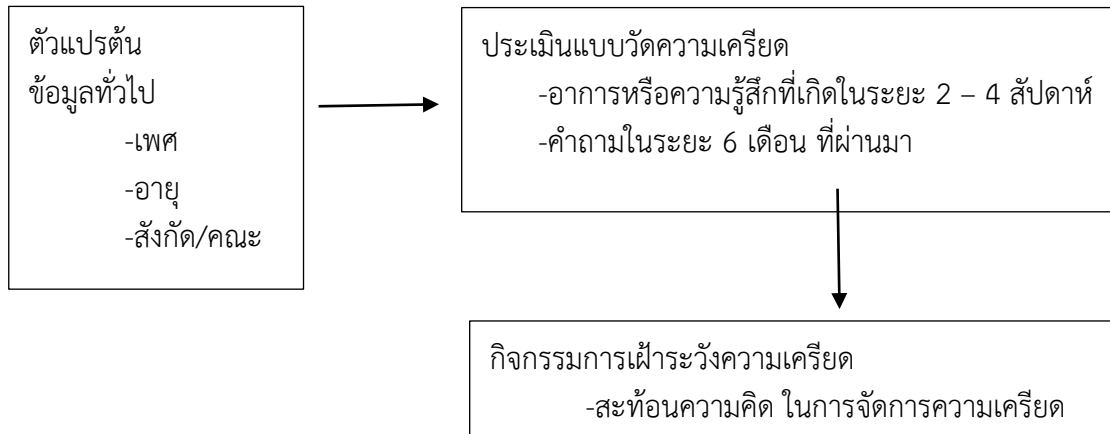 ตัวแปรต้น
ข้อมูลทั่วไป
-เพศ
-อายุ
-สังกัด/คณะ
ประเมินแบบวัดความเครียด
-อาการหรือความรู้สึกที่เกิดในระยะ 2 – 4 สัปดาห์
-คำถามในระยะ 6 เดือน ที่ผ่านมา
กิจกรรมการเฝ้าระวังความเครียด
-สะท้อนความคิด ในการจัดการความเครียด